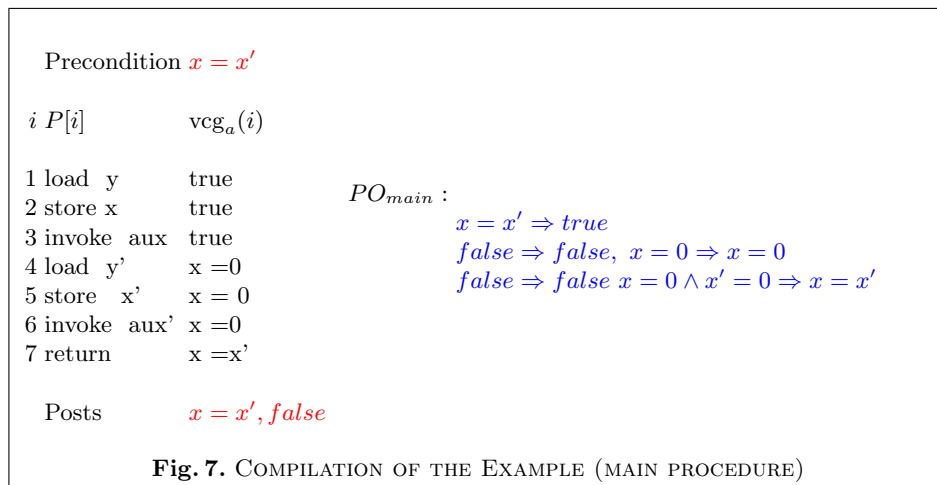 Precondition x = x′
i P[i] vcg_a(i)
1 load y true
2 store x true
3 invoke aux true
4 load y' x =0
5 store x' x = 0
6 invoke aux' x =0
7 return x =x'
PO_main :
x = x′ ⇒ true
false ⇒ false, x = 0 ⇒ x = 0
false ⇒ false x = 0 ∧ x′ = 0 ⇒ x = x′
Posts x = x′, false
Fig. 7. Compilation of the Example (main procedure)